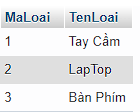 MaLoai TenLoai
1 Tay Cầm
2 LapTop
3 Bàn Phím